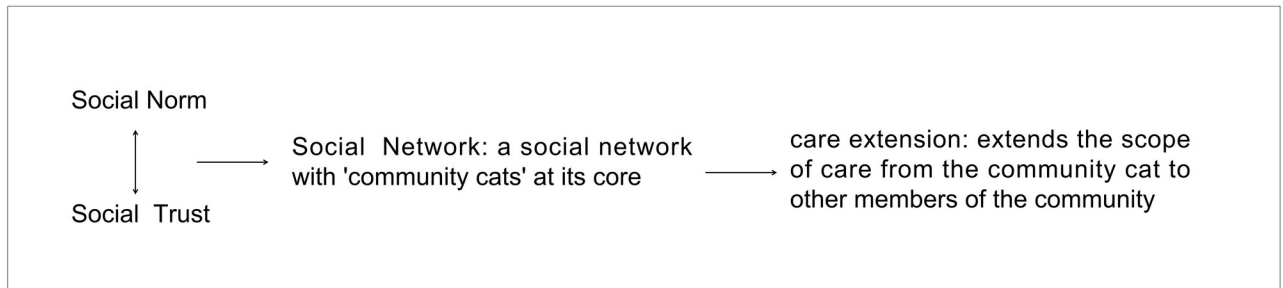 Social Norm
Social Trust
Social Network: a social network
with 'community cats' at its core
care extension: extends the scope
of care from the community cat to
other members of the community